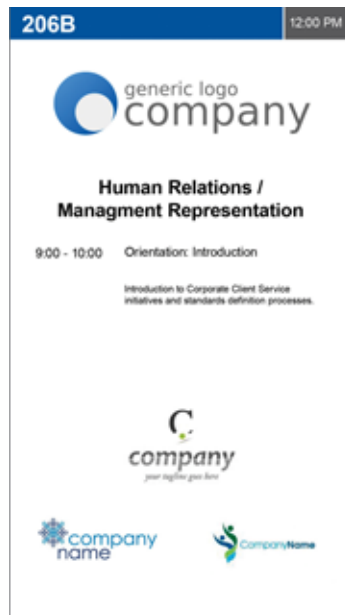 206B
12:00 PM
generic logo
company
Human Relations /
Managment Representation
9:00 - 10:00 Orientation: Introduction
Introduction to Corporate Client Service
initiatives and standards definition processes.
C
company
your tagline goes here
company
name
CompanyName